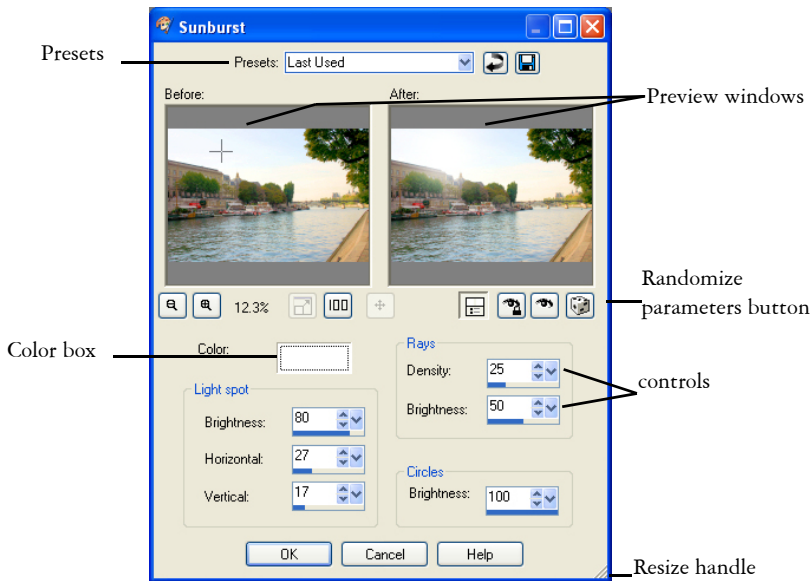 Sunburst
Presets
Presets: Last Used
Before: After:
Preview windows
12.3% 100
Randomize
parameters button
Color box
Color:
Rays
Density: 25
controls
Brightness: 50
Light spot
Brightness: 80
Horizontal: 27
Vertical: 17
Circles
Brightness: 100
OK Cancel Help
Resize handle